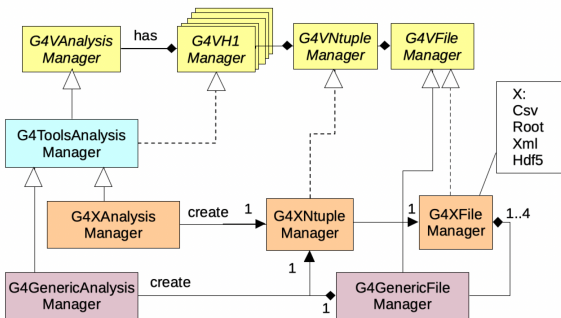 G4VAnalysis
Manager
has
G4VH1
Manager
G4VNtuple
Manager
G4VFile
Manager
X:
Csv
Root
Xml
Hdf5
G4ToolsAnalysis
Manager
G4XAnalysis
Manager
create
1
G4XNtuple
Manager
1
G4XFile
Manager
1..4
1
G4GenericAnalysis
Manager
create
1
G4GenericFile
Manager